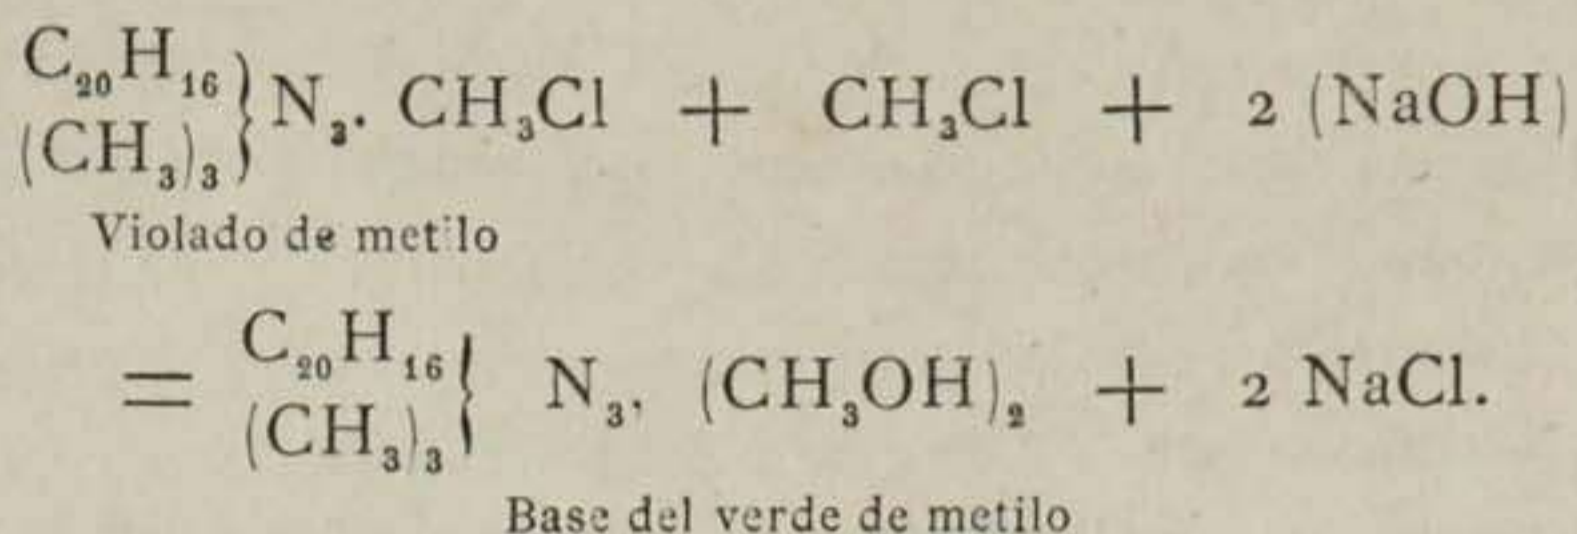 C₂₀H₁₆
(CH₃)₃ } N₃. CH₃Cl + CH₃Cl + 2 (NaOH)
Violado de metilo
= C₂₀H₁₆
(CH₃)₃ } N₃. (CH₃OH)₂ + 2 NaCl.
Base del verde de metilo